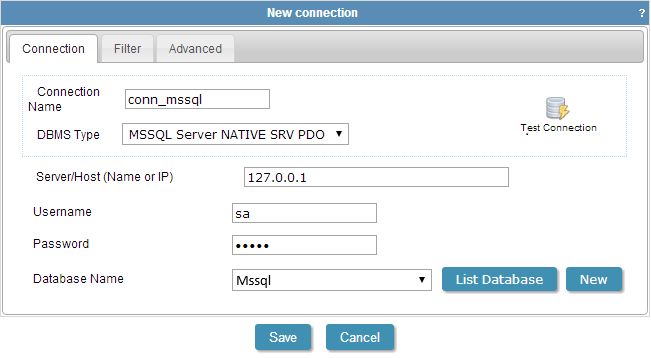 New connection ?
Connection Filter Advanced
Connection
Name conn_mssql
Test Connection
DBMS Type MSSQL Server NATIVE SRV PDO
Server/Host (Name or IP) 127.0.0.1
Username sa
Password •••••
Database Name Mssql List Database New
Save Cancel